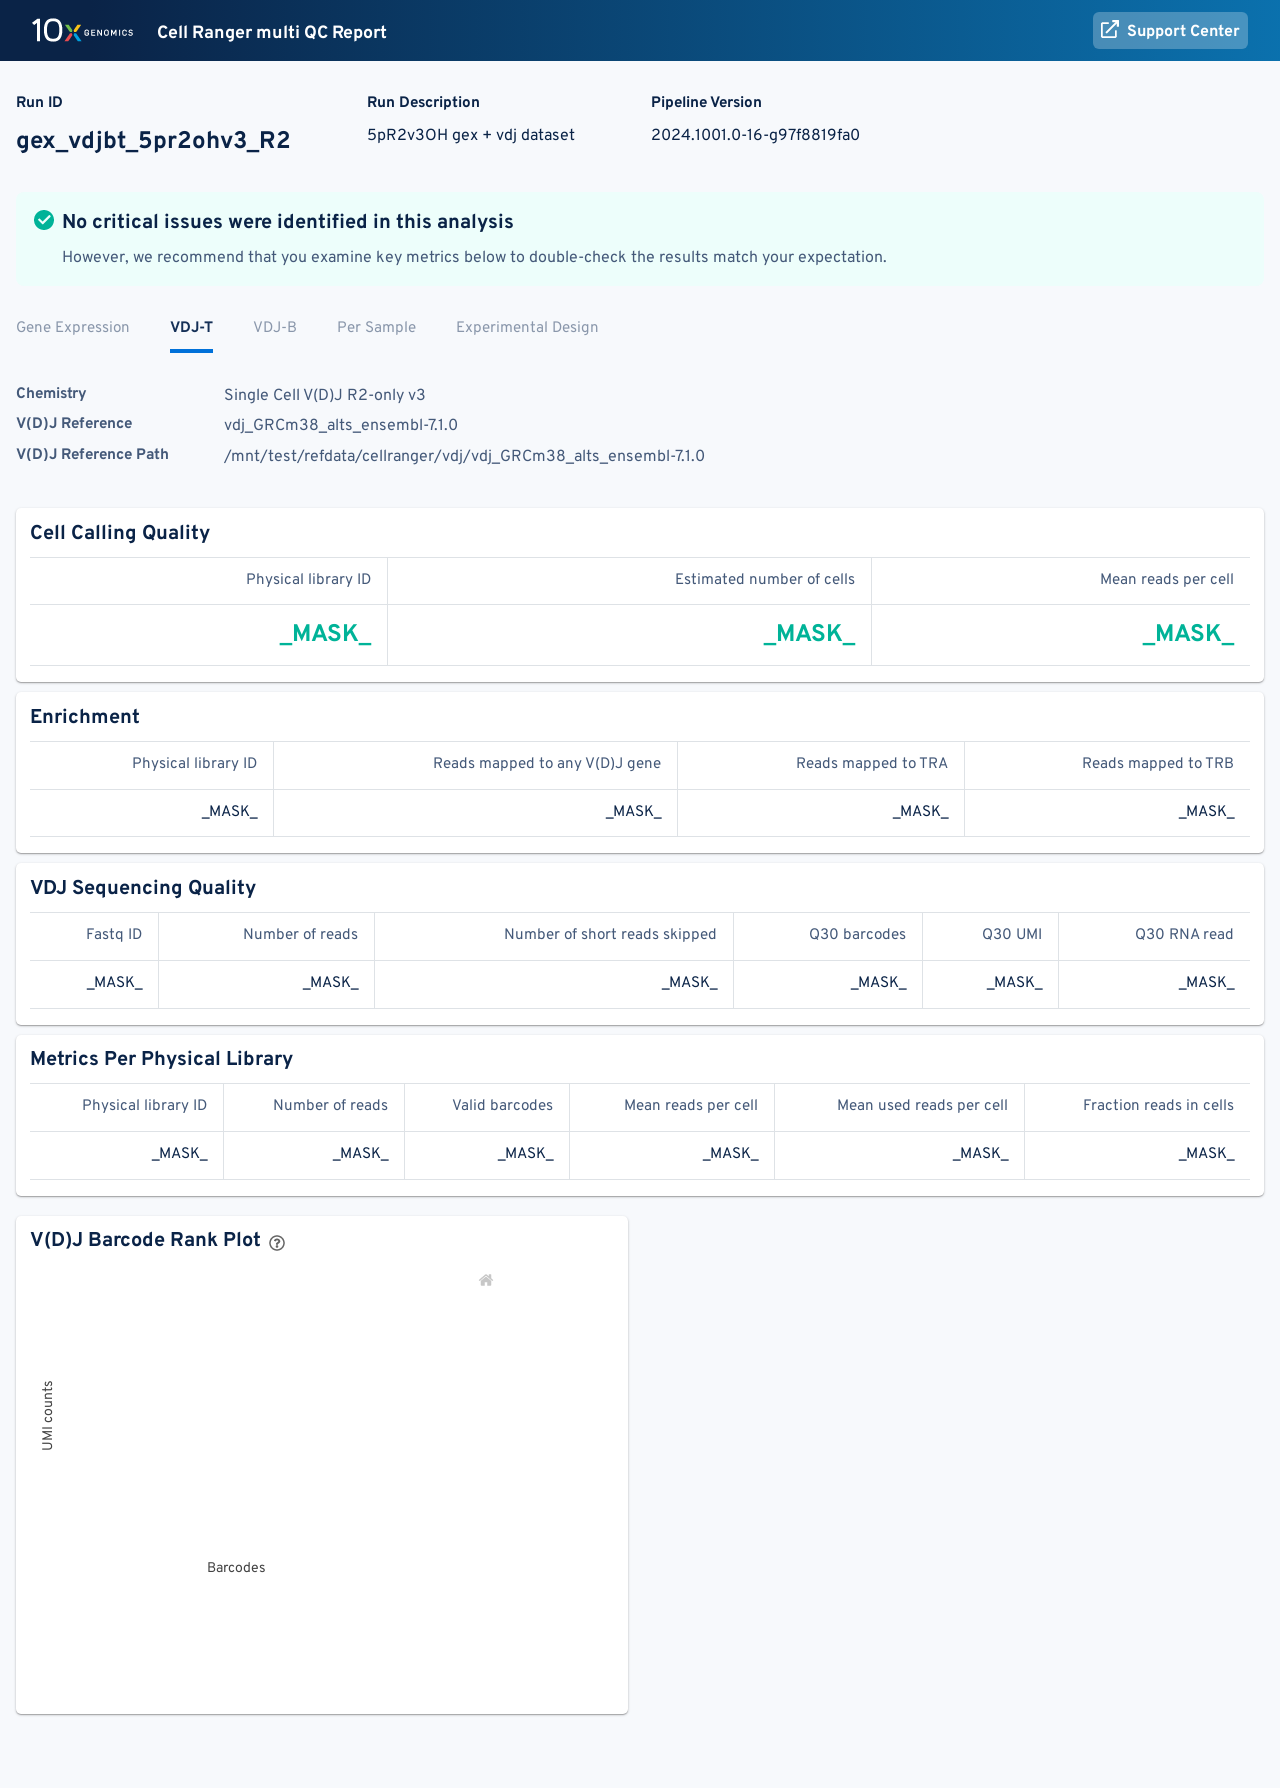 10x GENOMICS Cell Ranger multi QC Report Support Center
Run ID Run Description Pipeline Version
gex_vdjbt_5pr2ohv3_R2 5pR2v3OH gex + vdj dataset 2024.1001.0-16-g97f8819fa0
No critical issues were identified in this analysis
However, we recommend that you examine key metrics below to double-check the results match your expectation.
Gene Expression VDJ-T VDJ-B Per Sample Experimental Design
Chemistry Single Cell V(D)J R2-only v3
V(D)J Reference vdj_GRCm38_alts_ensembl-7.1.0
V(D)J Reference Path /mnt/test/refdata/cellranger/vdj/vdj_GRCm38_alts_ensembl-7.1.0
Cell Calling Quality
Physical library ID Estimated number of cells Mean reads per cell
_MASK_ _MASK_ _MASK_
Enrichment
Physical library ID Reads mapped to any V(D)J gene Reads mapped to TRA Reads mapped to TRB
_MASK_ _MASK_ _MASK_ _MASK_
VDJ Sequencing Quality
Fastq ID Number of reads Number of short reads skipped Q30 barcodes Q30 UMI Q30 RNA read
_MASK_ _MASK_ _MASK_ _MASK_ _MASK_ _MASK_
Metrics Per Physical Library
Physical library ID Number of reads Valid barcodes Mean reads per cell Mean used reads per cell Fraction reads in cells
_MASK_ _MASK_ _MASK_ _MASK_ _MASK_ _MASK_
V(D)J Barcode Rank Plot ?
UMI counts
Barcodes